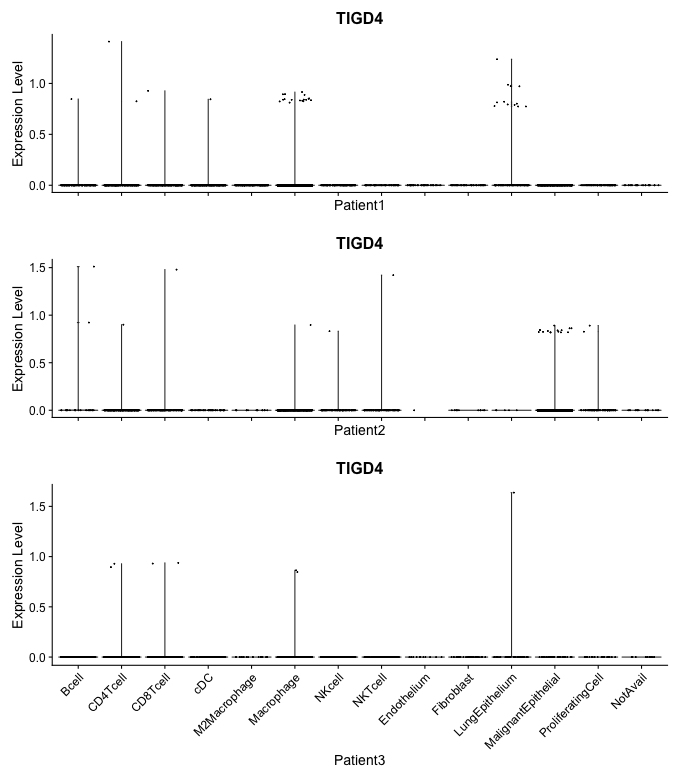 TIGD4
Expression Level
1.0
0.5
0.0
Patient1
TIGD4
Expression Level
1.5
1.0
0.5
0.0
Patient2
TIGD4
Expression Level
1.5
1.0
0.5
0.0
Bcell
CD4Tcell
CD8Tcell
cDC
M2Macrophage
Macrophage
NKcell
NKTcell
Endothelium
Fibroblast
LungEpithelium
MalignantEpithelial
ProliferatingCell
NotAvail
Patient3